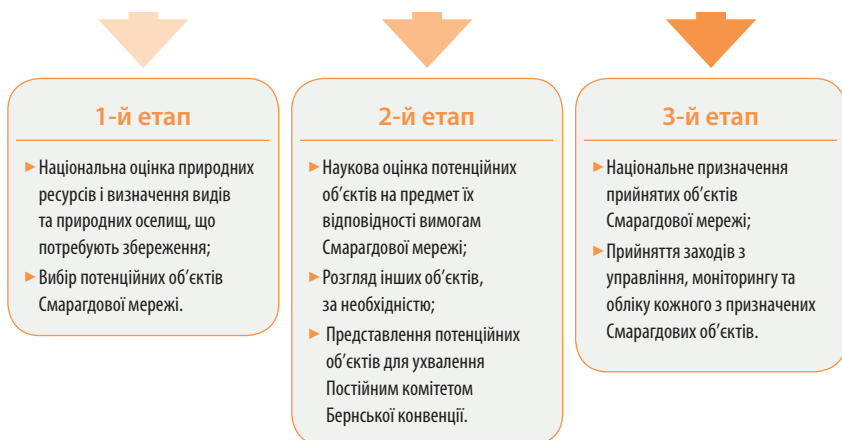 1-й етап
► Національна оцінка природних
ресурсів і визначення видів
та природних оселищ, що
потребують збереження;
► Вибір потенційних об’єктів
Смарагдової мережі.
2-й етап
► Наукова оцінка потенційних
об’єктів на предмет їх
відповідності вимогам
Смарагдової мережі;
► Розгляд інших об’єктів,
за необхідністю;
► Представлення потенційних
об’єктів для ухвалення
Постійним комітетом
Бернської конвенції.
3-й етап
► Національне призначення
прийнятих об’єктів
Смарагдової мережі;
► Прийняття заходів з
управління, моніторингу та
обліку кожного з призначених
Смарагдових об’єктів.